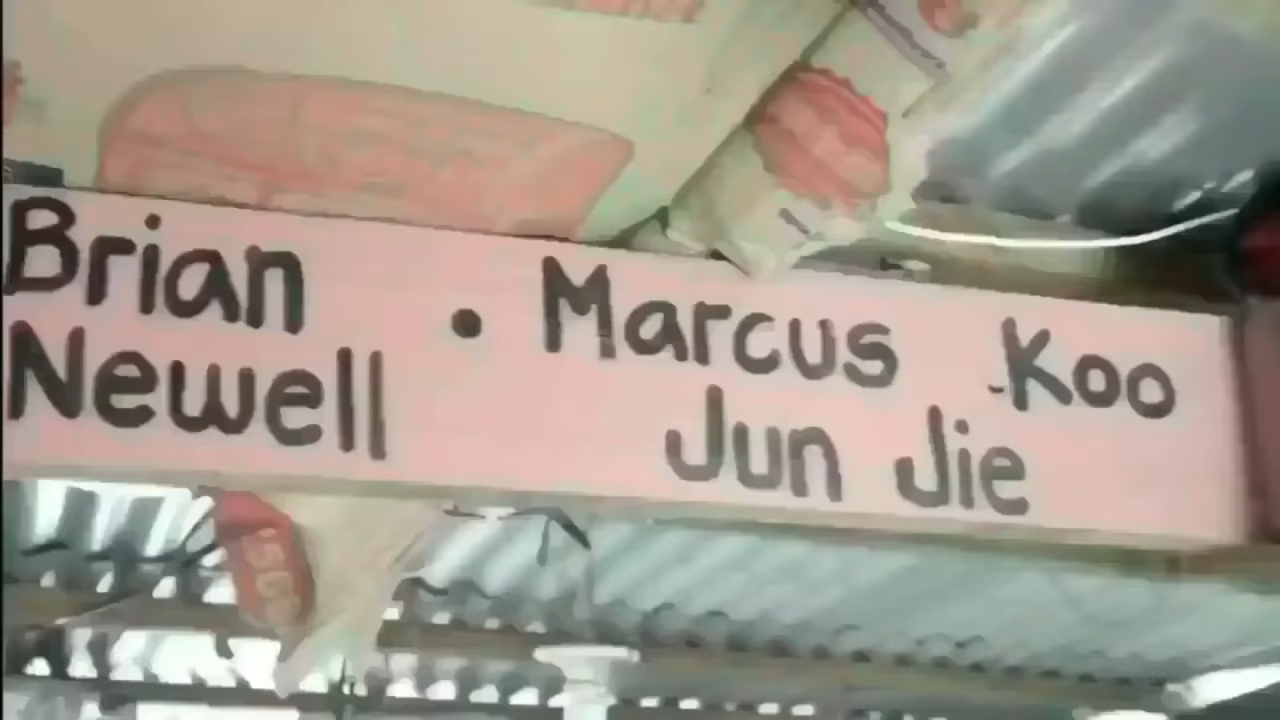 Brian
Newell
• Marcus Koo
Jun Jie